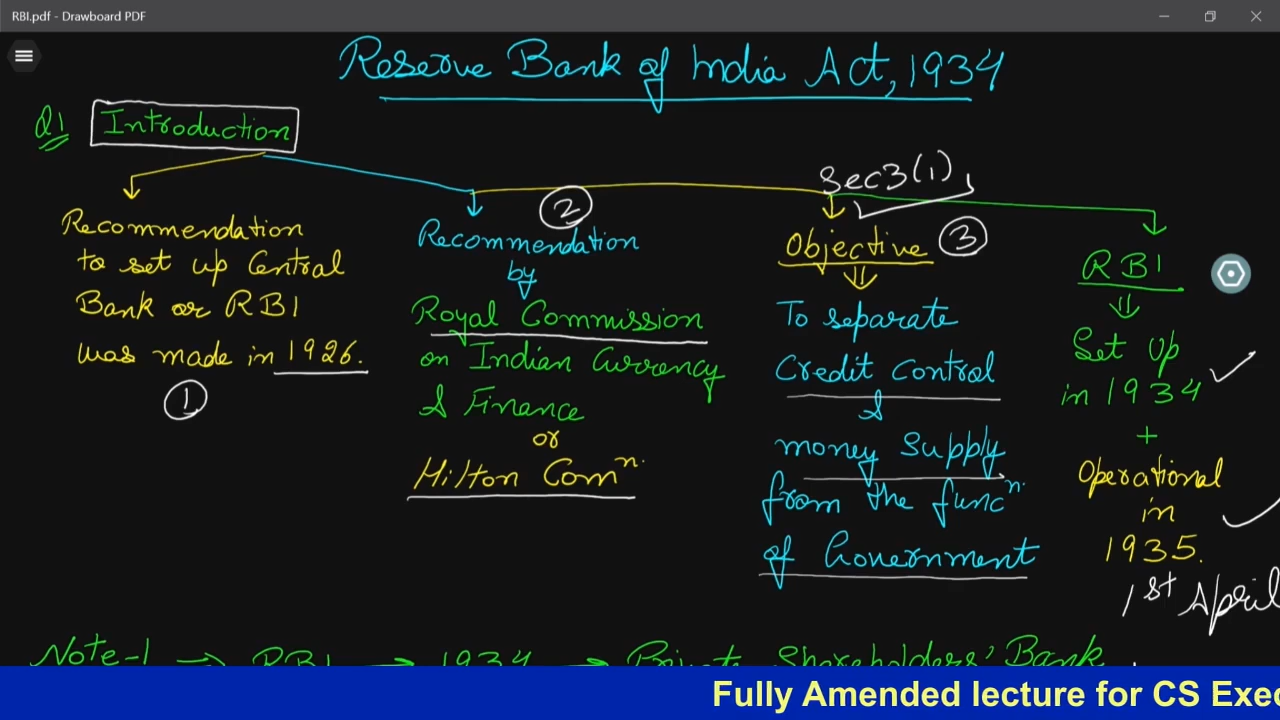 RBI.pdf - Drawboard PDF
Reserve Bank of India Act, 1934
Q1 Introduction
Sec 3(1)
Recommendation
to set up Central
Bank or RBI
was made in 1926.
1
2
Recommendation
by
Royal Commission
on Indian Currency
& Finance
or
Hilton Comn.
Objective 3
To separate
Credit Control
&
money Supply
from the funcn.
of Government
RBI
Set Up
in 1934
+
Operational
in
1935.
1st April
Note-1 → RBI → 1934 → Private Shareholders' Bank
Fully Amended lecture for CS Exec